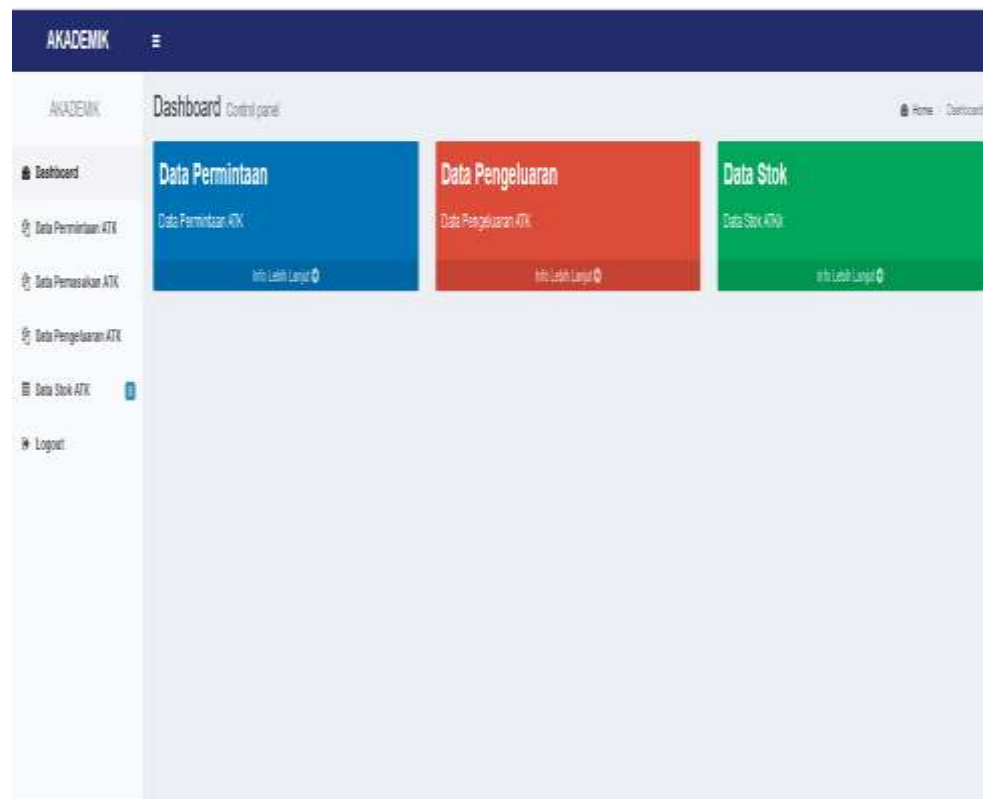 AKADEMIK
AKADEMIK
Dashboard Control panel
Home Dashboard
Dashboard
Data Permintaan ATK
Data Pemasukan ATK
Data Pengeluaran ATK
Data Stok ATK
Logout
Data Permintaan
Data Permintaan ATK
Info Lebih Lanjut
Data Pengeluaran
Data Pengeluaran ATK
Info Lebih Lanjut
Data Stok
Data Stok
Info Lebih Lanjut